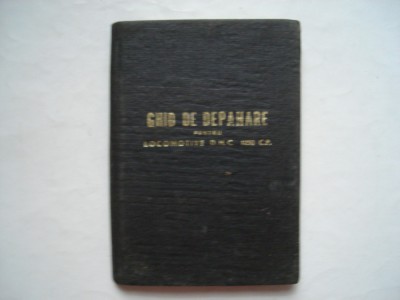 GHID DE DEPANARE
PENTRU
LOCOMOTIVE D.H.C. C.P.